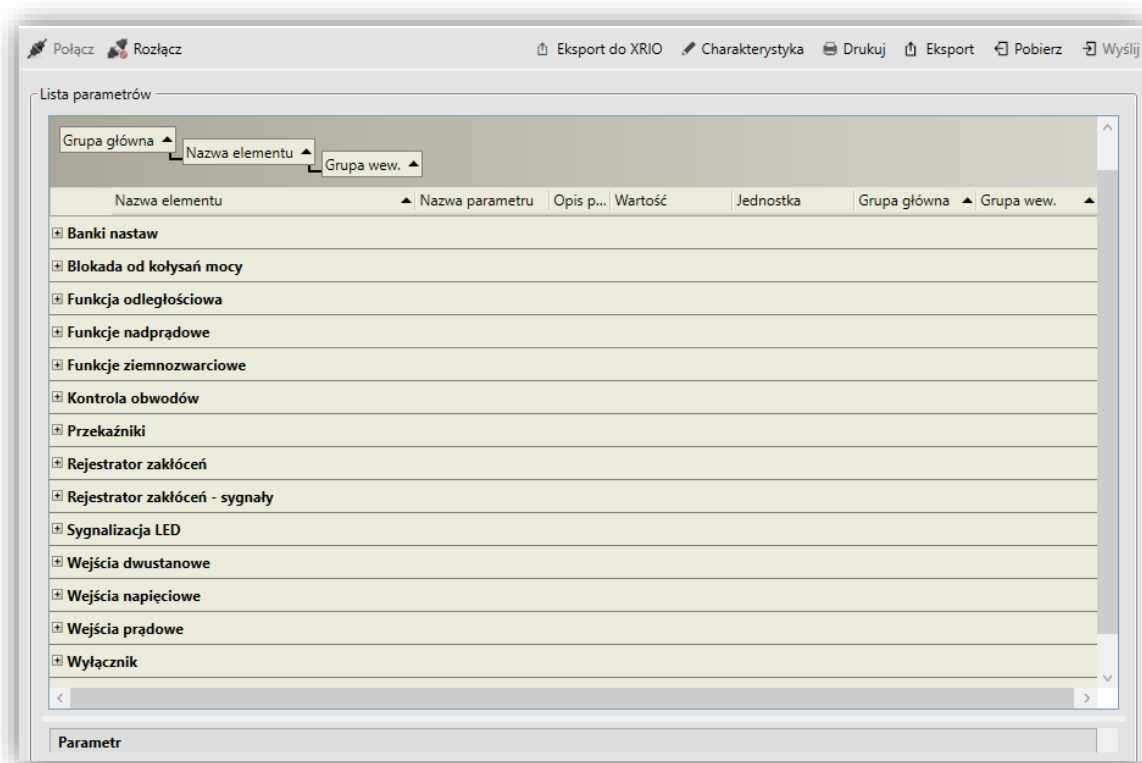 Połącz Rozłącz Eksport do XRIO Charakterystyka Drukuj Eksport Pobierz Wyślij
Lista parametrów
Grupa główna
Nazwa elementu
Grupa wew.
Nazwa elementu Nazwa parametru Opis p... Wartość Jednostka Grupa główna Grupa wew.
Banki nastaw
Blokada od kołysań mocy
Funkcja odległościowa
Funkcje nadprądowe
Funkcje ziemnozwarciowe
Kontrola obwodów
Przekaźniki
Rejestrator zakłóceń
Rejestrator zakłóceń - sygnały
Sygnalizacja LED
Wejścia dwustanowe
Wejścia napięciowe
Wejścia prądowe
Wyłącznik
Parametr